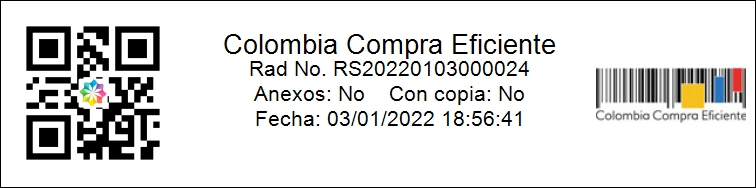 Colombia Compra Eficiente
Rad No. RS20220103000024
Anexos: No    Con copia: No
Fecha: 03/01/2022 18:56:41
Colombia Compra Eficiente